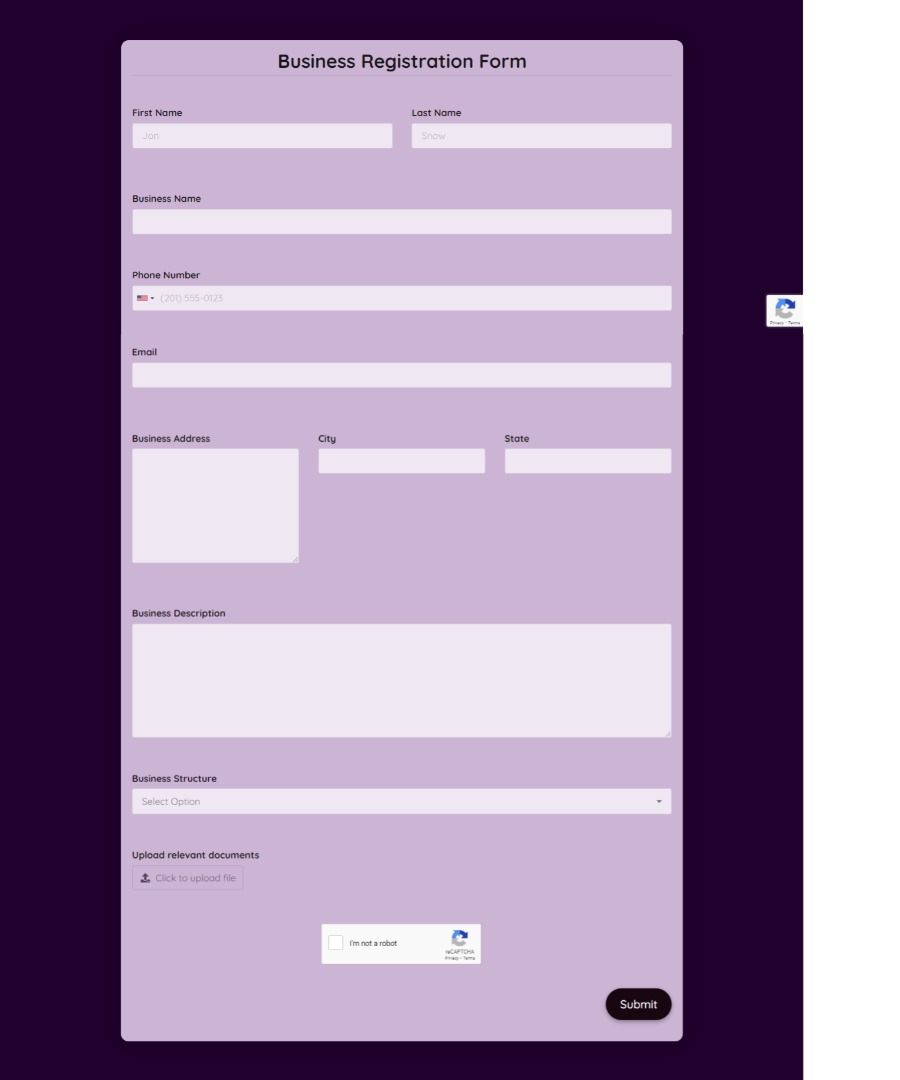 Business Registration Form
First Name Last Name
Jon Snow
Business Name
Phone Number
(201) 555-0123
Privacy - Terms
Email
Business Address City State
Business Description
Business Structure
Select Option
Upload relevant documents
Click to upload file
I'm not a robot
reCAPTCHA
Privacy - Terms
Submit